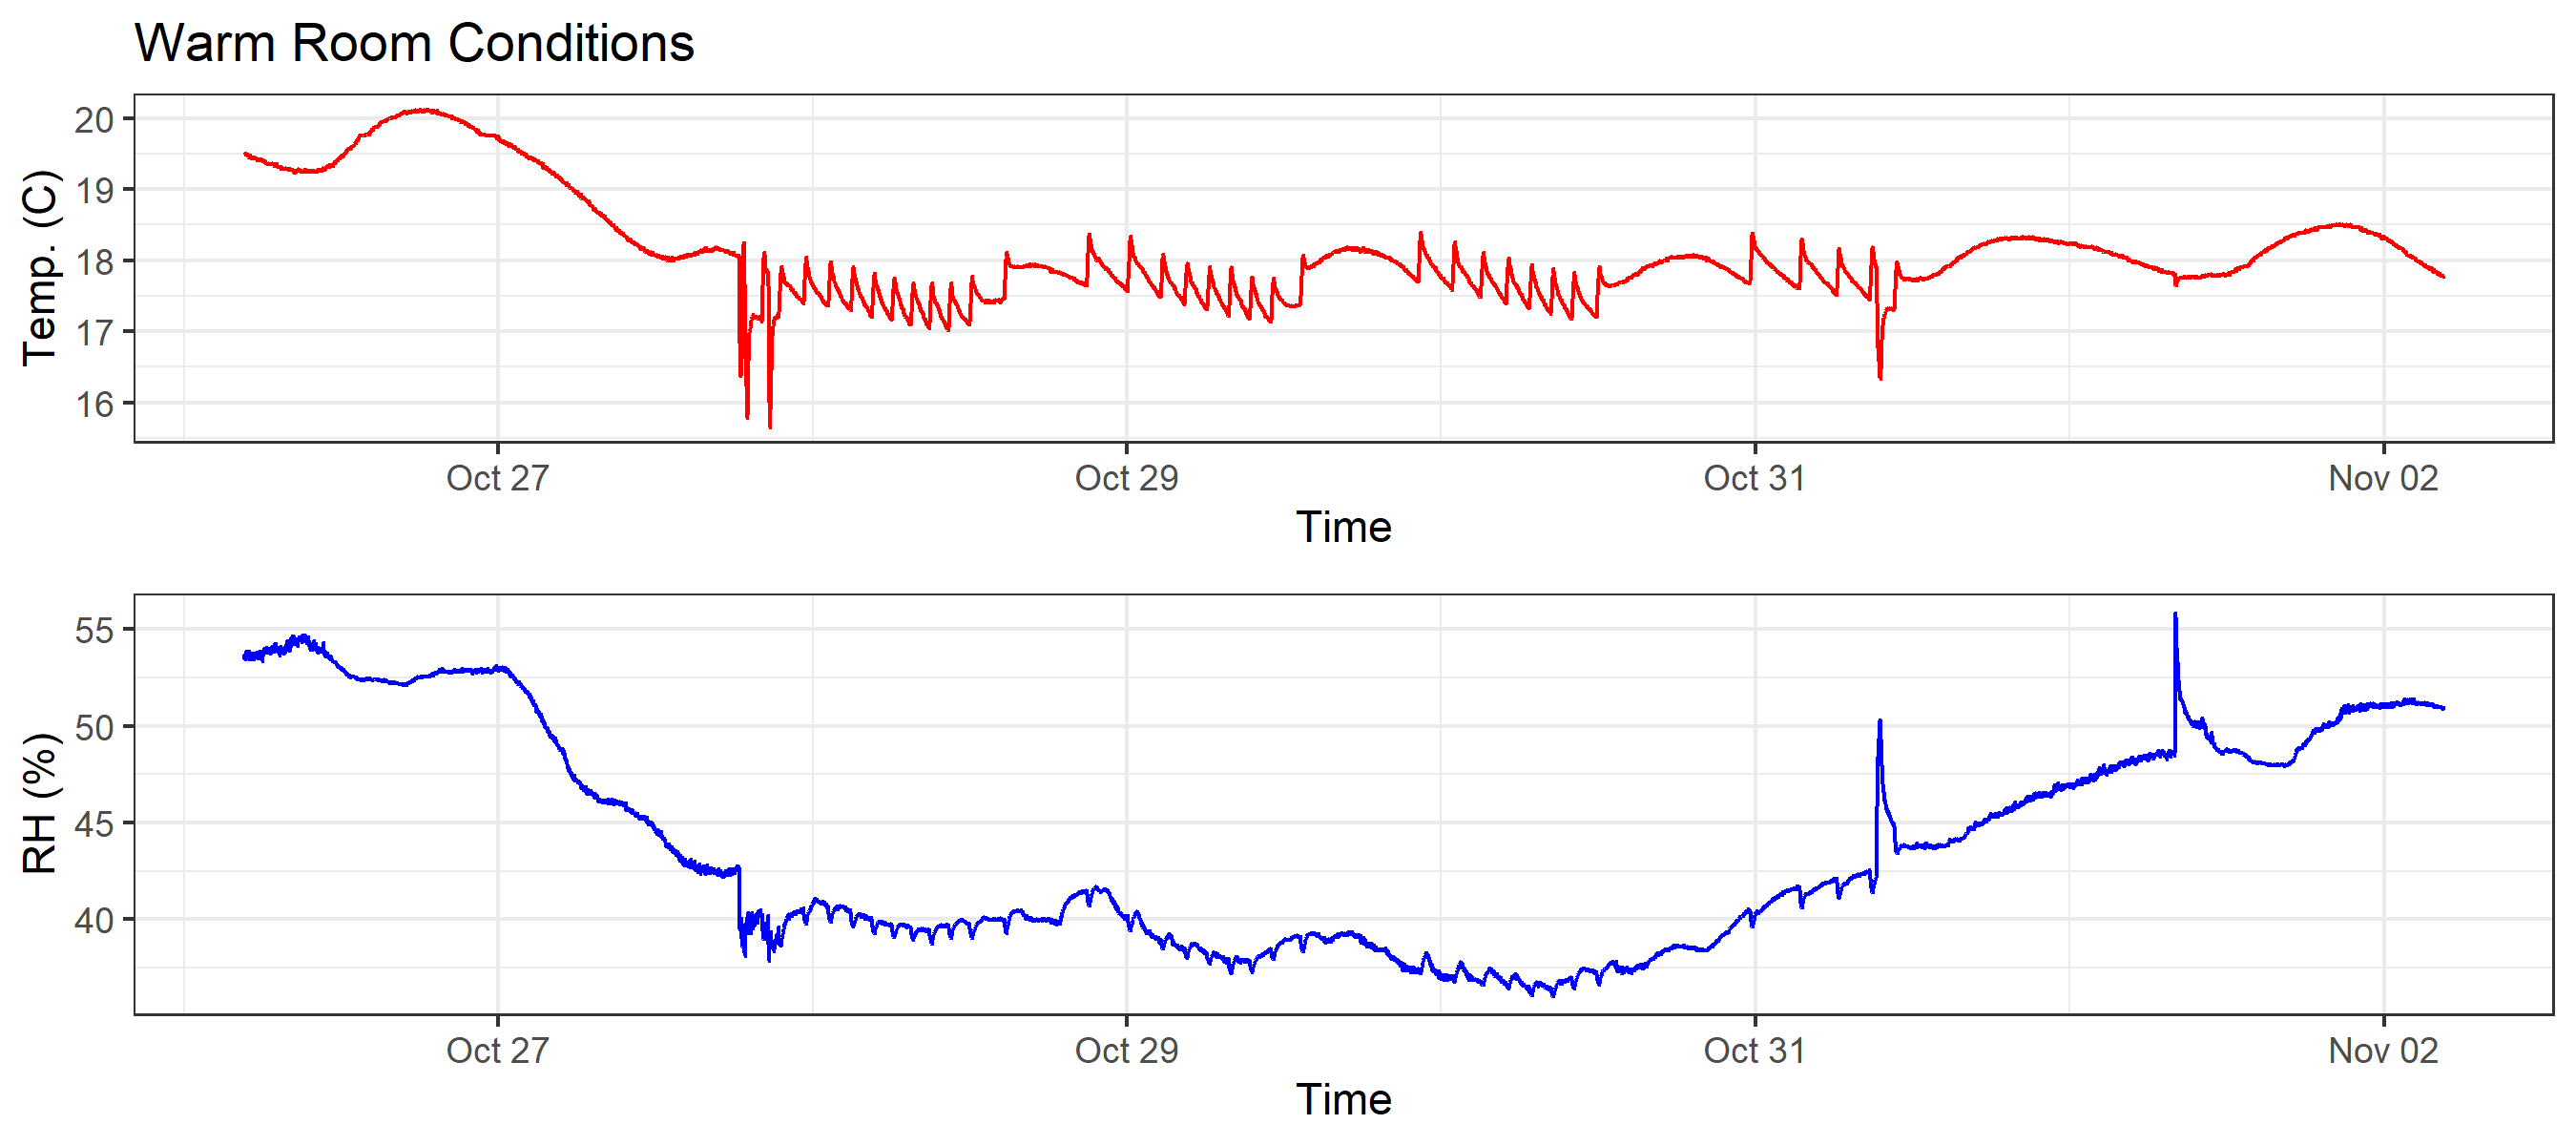 Warm Room Conditions
Temp. (C)
20
19
18
17
16
Oct 27 Oct 29 Oct 31 Nov 02
Time
RH (%)
55
50
45
40
Oct 27 Oct 29 Oct 31 Nov 02
Time